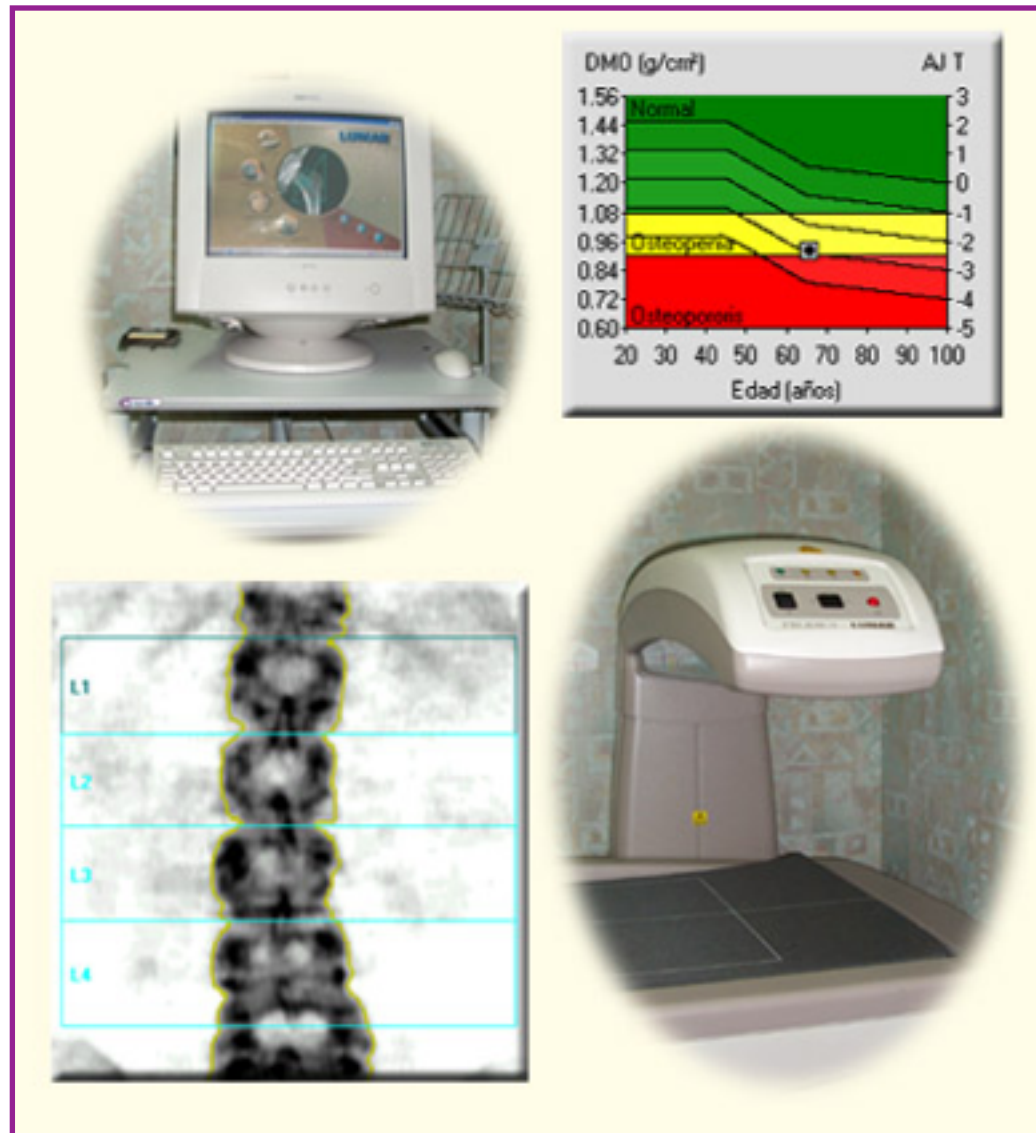 LUNAR
DMO (g/cm²) AJ T
1.56 3
Normal
1.44 2
1.32 1
1.20 0
1.08 -1
0.96 Osteopenia -2
0.84 -3
0.72 -4
Osteoporosis
0.60 -5
20 30 40 50 60 70 80 90 100
Edad (años)
LUNAR
L1
L2
L3
L4